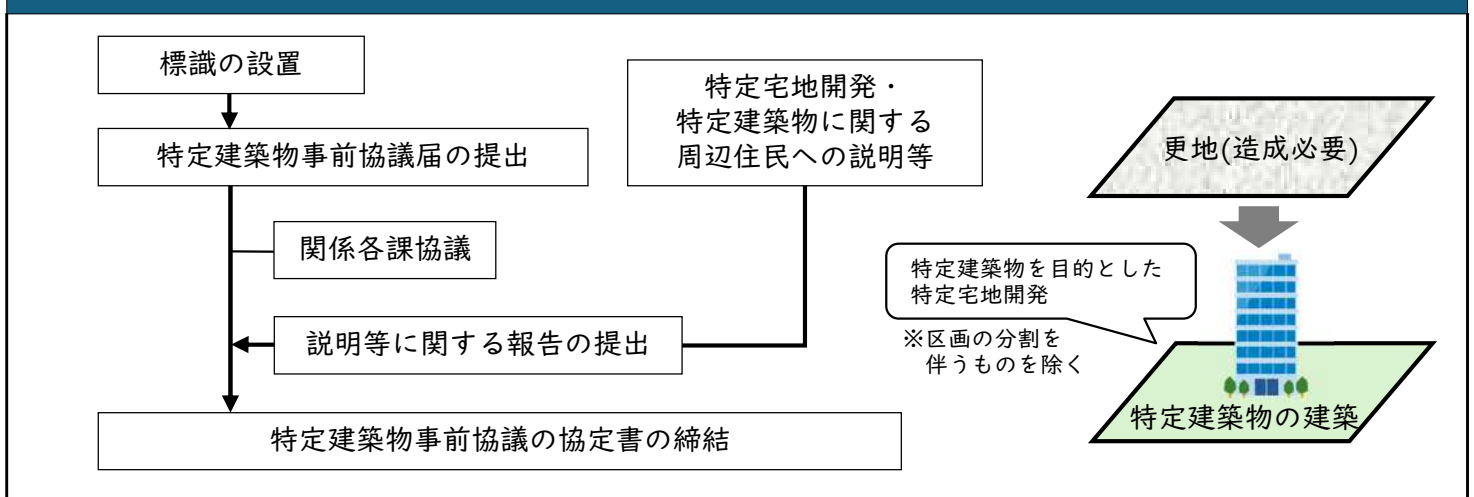 標識の設置
特定建築物事前協議届の提出
関係各課協議
説明等に関する報告の提出
特定建築物事前協議の協定書の締結
特定宅地開発・
特定建築物に関する
周辺住民への説明等
更地(造成必要)
特定建築物を目的とした
特定宅地開発
※区画の分割を
伴うものを除く
特定建築物の建築